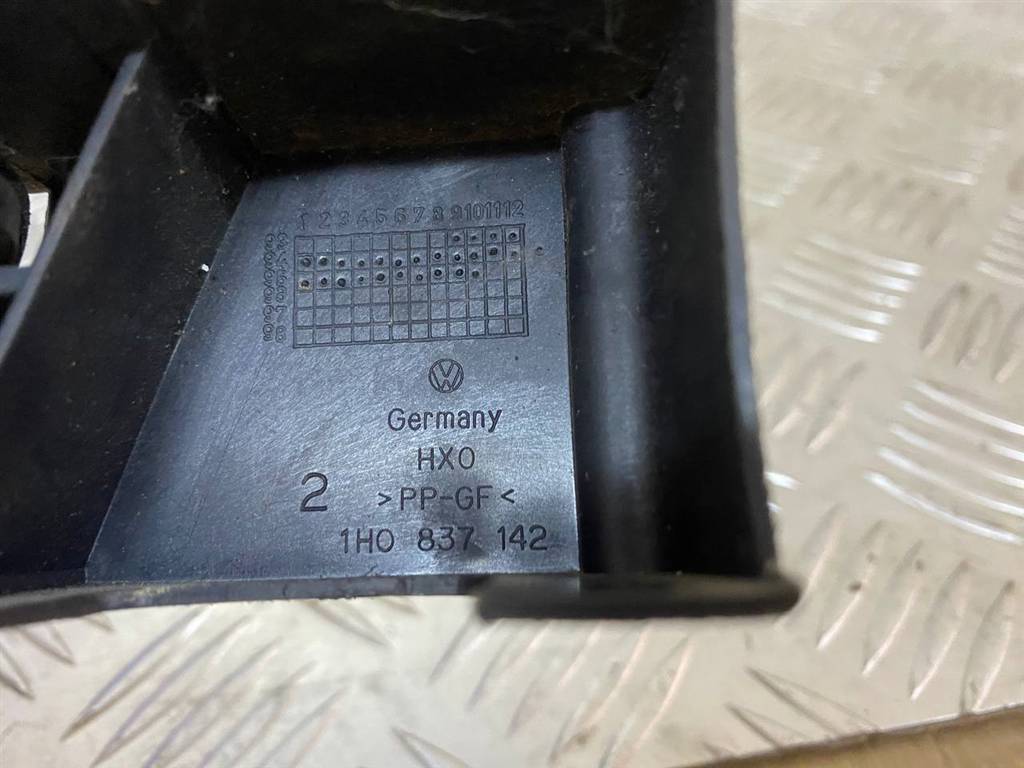 1 2 3 4 5 6 7 8 9 10 11 12
Germany
HX0
2 >PP-GF<
1H0 837 142